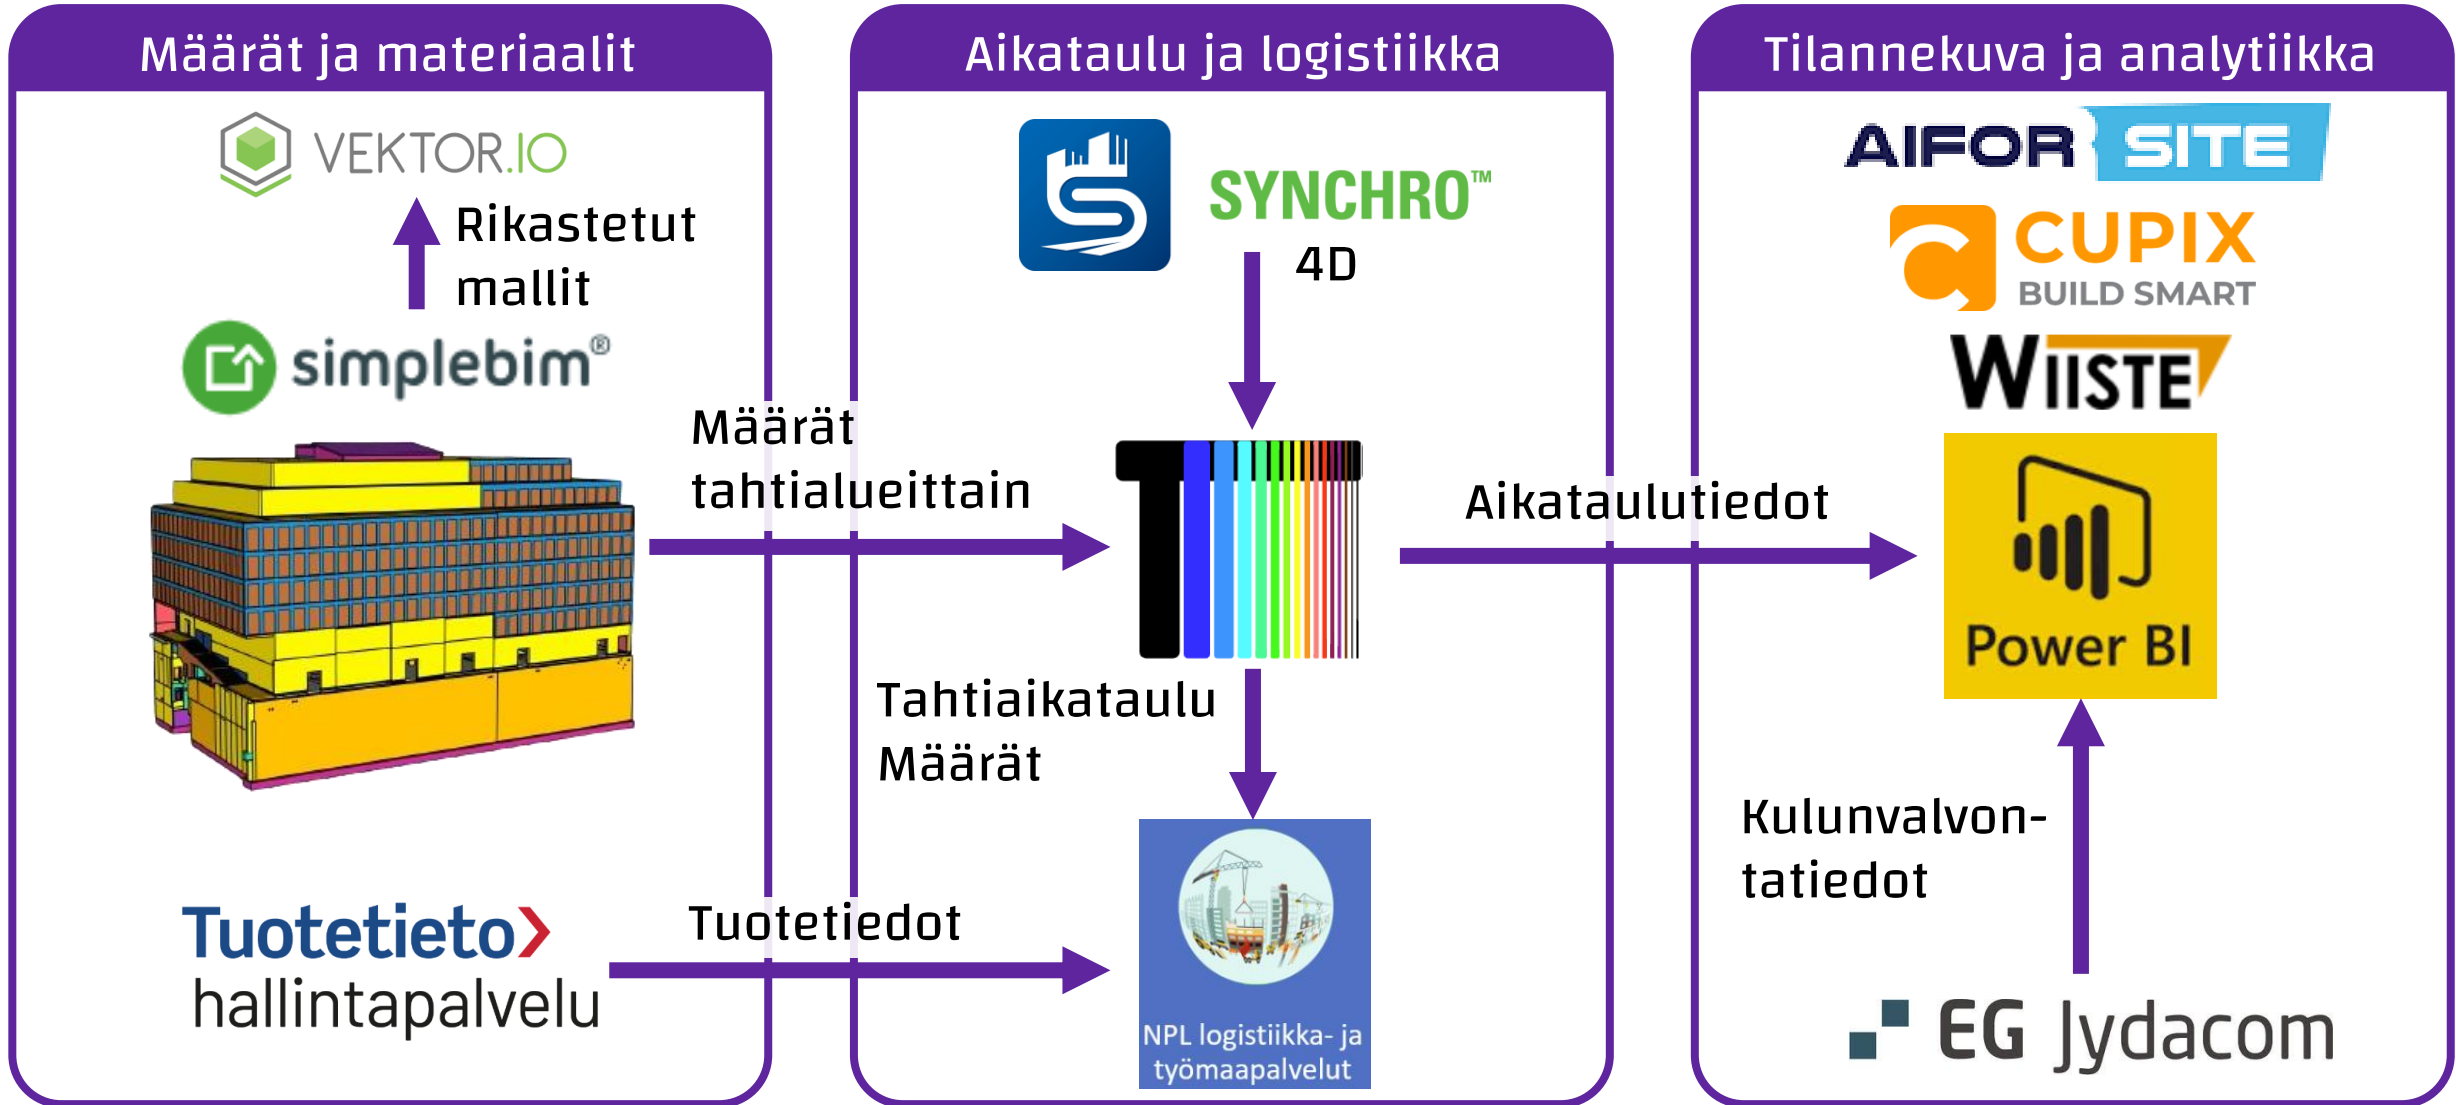 Määrät ja materiaalit
VEKTOR.IO
Rikastetut
mallit
simplebim®
Määrät
tahtialueittain
Tuotetieto
hallintapalvelu
Tuotetiedot
Aikataulu ja logistiikka
SYNCHRO™
4D
Tahtiaikataulu
Määrät
NPL logistiikka- ja
työmaapalvelut
Aikataulutiedot
Tilannekuva ja analytiikka
AIFOR SITE
CUPIX
BUILD SMART
WIISTE
Power BI
Kulunvalvon-
tatiedot
EG Jydacom